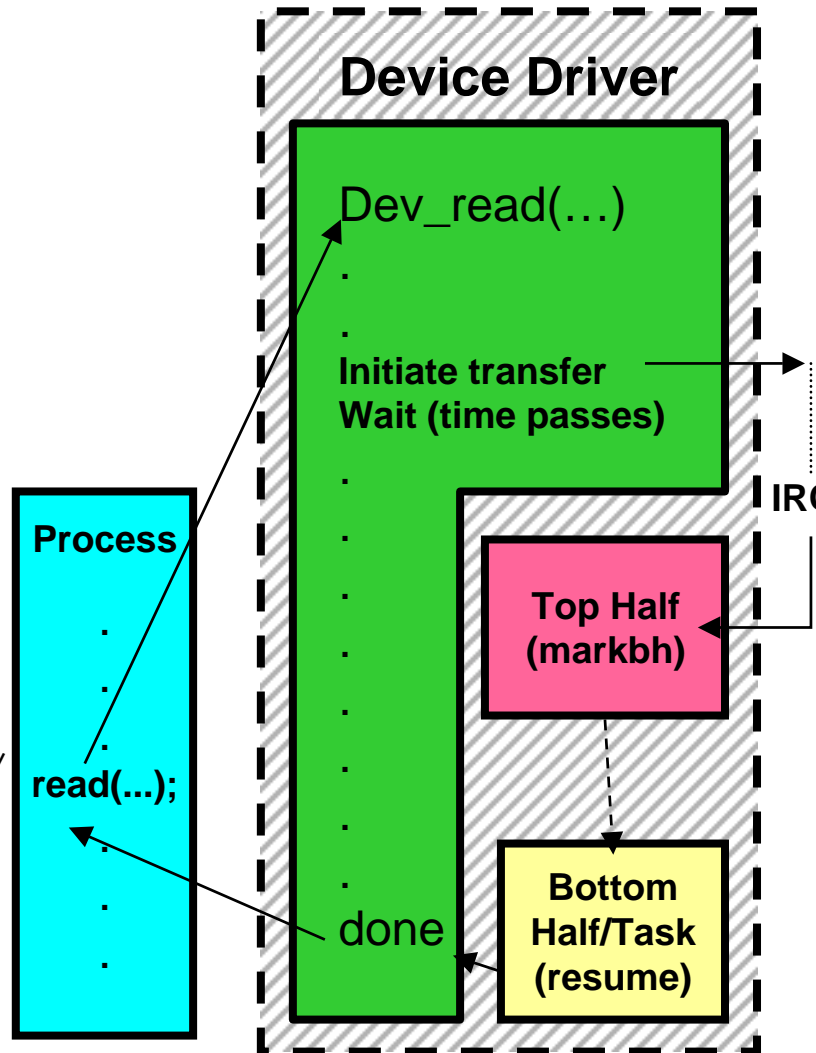 Device Driver
Dev_read(…)
.
.
Initiate transfer
Wait (time passes)
.
.
.
.
.
.
.
.
done
Process
.
.
.
read(...);
.
.
.
Top Half
(markbh)
Bottom
Half/Task
(resume)